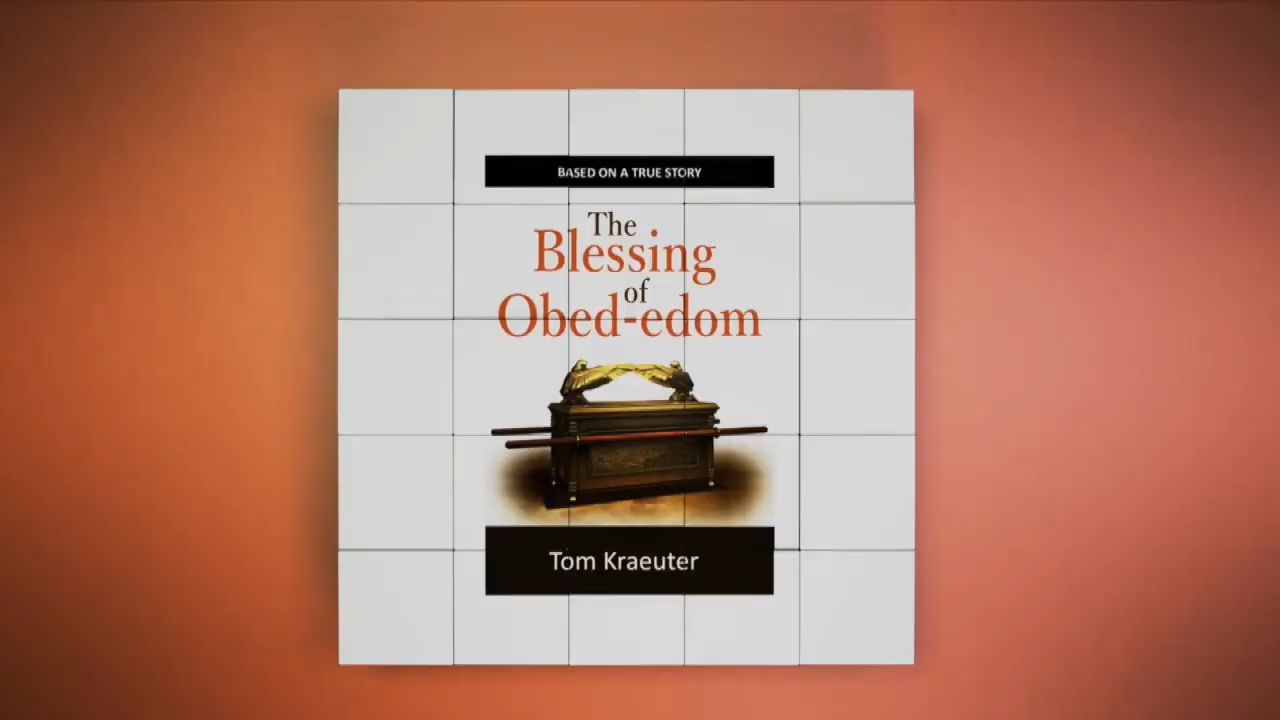 BASED ON A TRUE STORY
The
Blessing
of
Obed-edom
Tom Kraeuter